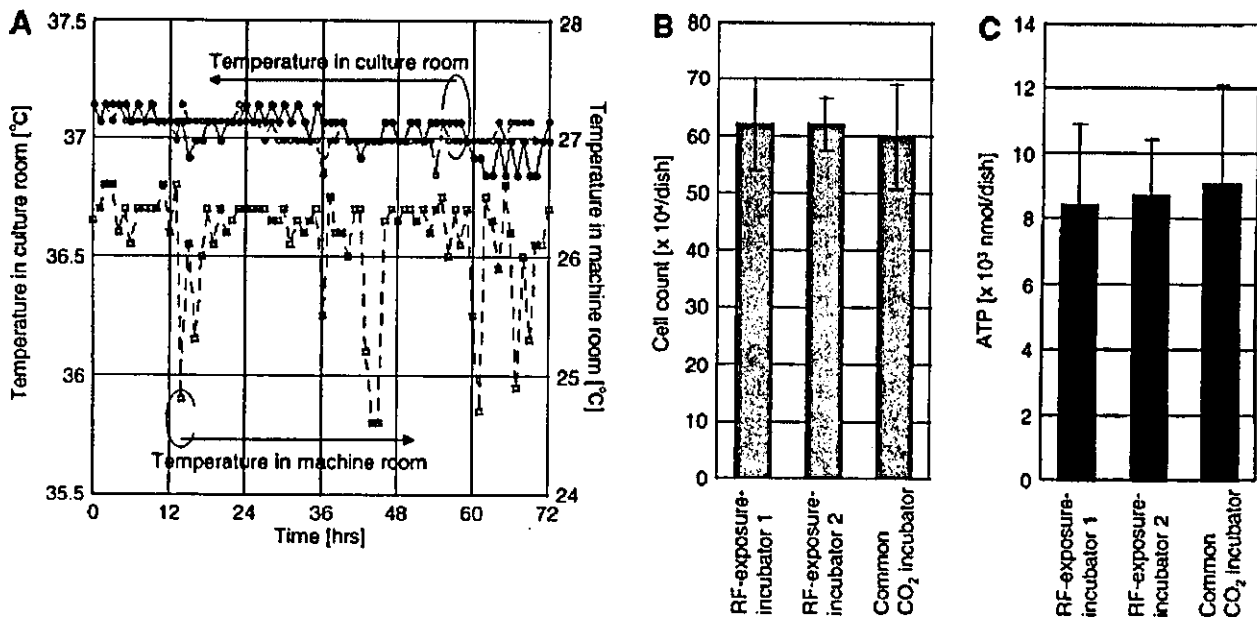 A
37.5
37
36.5
36
35.5
Temperature in culture room [°C]
28
27
26
25
24
Temperature in machine room [°C]
Temperature in culture room
Temperature in machine room
0
12
24
36
48
60
72
Time [hrs]
B
80
70
60
50
40
30
20
10
0
Cell count [x 10⁴/dish]
RF-exposure-
incubator 1
RF-exposure-
incubator 2
Common
CO₂ incubator
C
14
12
10
8
6
4
2
0
ATP [x 10³ nmol/dish]
RF-exposure-
incubator 1
RF-exposure-
incubator 2
Common
CO₂ incubator